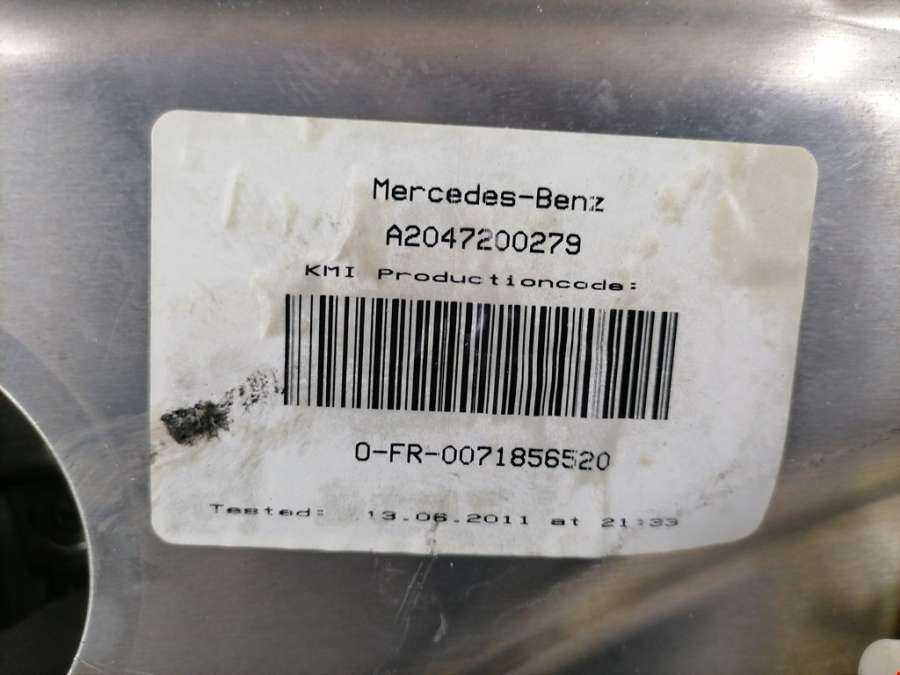 Mercedes-Benz
A2047200279
KMI Productioncode:
0-FR-0071856520
Tested: 13.06.2011 at 21:33